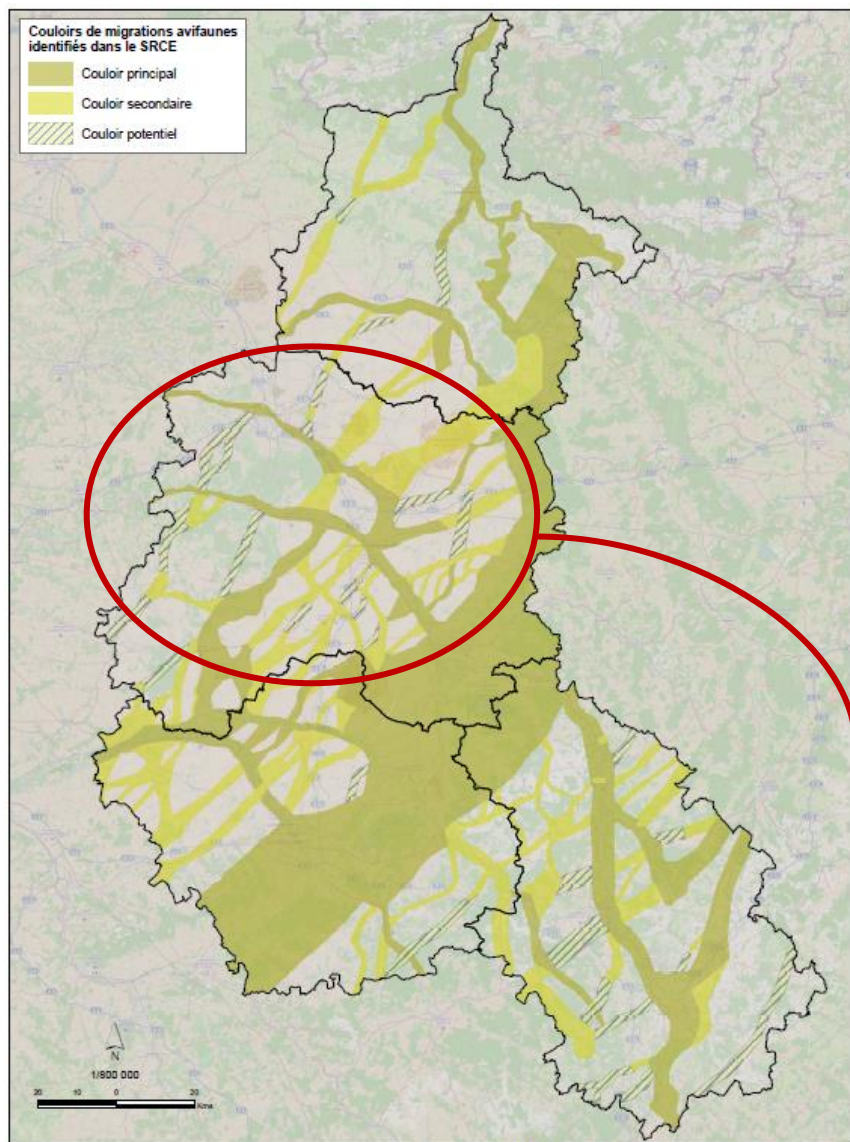 Couloirs de migrations avifaunes
identifiés dans le SRCE
Couloir principal
Couloir secondaire
Couloir potentiel
N
1/800 000
20 10 0 20
Kms